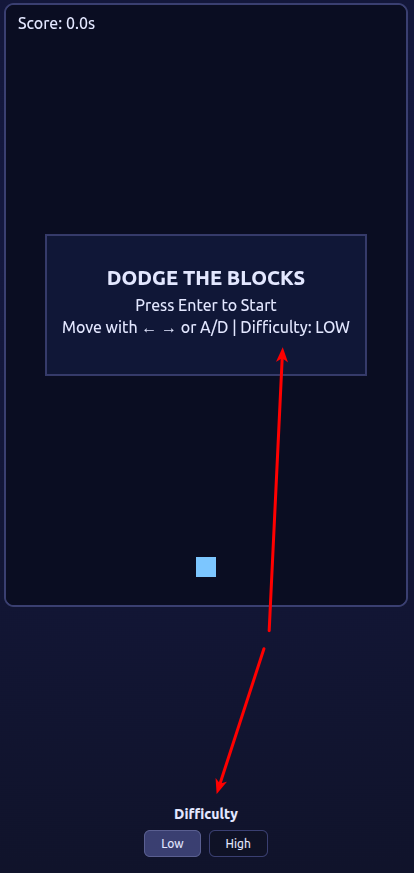 Score: 0.0s
DODGE THE BLOCKS
Press Enter to Start
Move with ← → or A/D | Difficulty: LOW
Difficulty
Low High